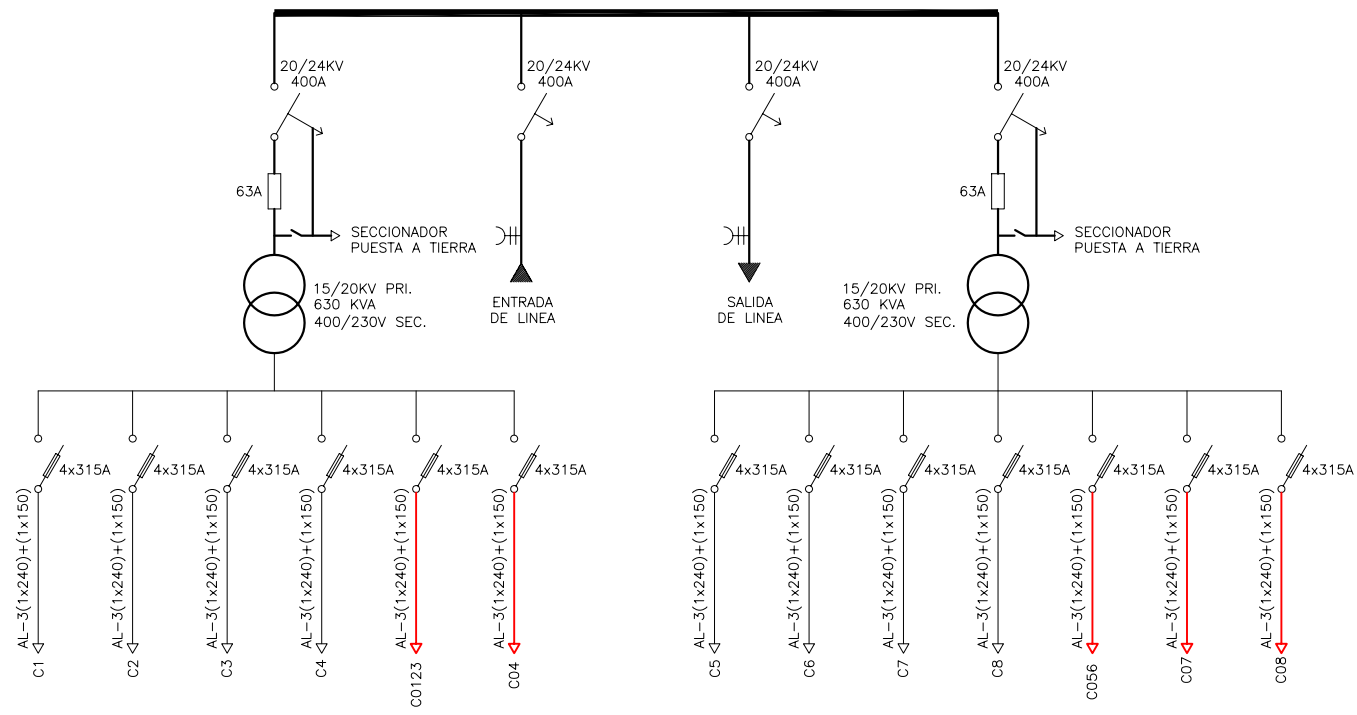 20/24KV
400A
20/24KV
400A
20/24KV
400A
20/24KV
400A
63A
63A
SECCIONADOR
PUESTA A TIERRA
SECCIONADOR
PUESTA A TIERRA
15/20KV PRI.
630 KVA
400/230V SEC.
ENTRADA
DE LINEA
SALIDA
DE LINEA
15/20KV PRI.
630 KVA
400/230V SEC.
4x315A
4x315A
4x315A
4x315A
4x315A
4x315A
4x315A
4x315A
4x315A
4x315A
4x315A
4x315A
4x315A
AL-3(1x240)+(1x150)
AL-3(1x240)+(1x150)
AL-3(1x240)+(1x150)
AL-3(1x240)+(1x150)
AL-3(1x240)+(1x150)
AL-3(1x240)+(1x150)
AL-3(1x240)+(1x150)
AL-3(1x240)+(1x150)
AL-3(1x240)+(1x150)
AL-3(1x240)+(1x150)
AL-3(1x240)+(1x150)
AL-3(1x240)+(1x150)
AL-3(1x240)+(1x150)
C1
C2
C3
C4
C0123
C04
C5
C6
C7
C8
C056
C07
C08